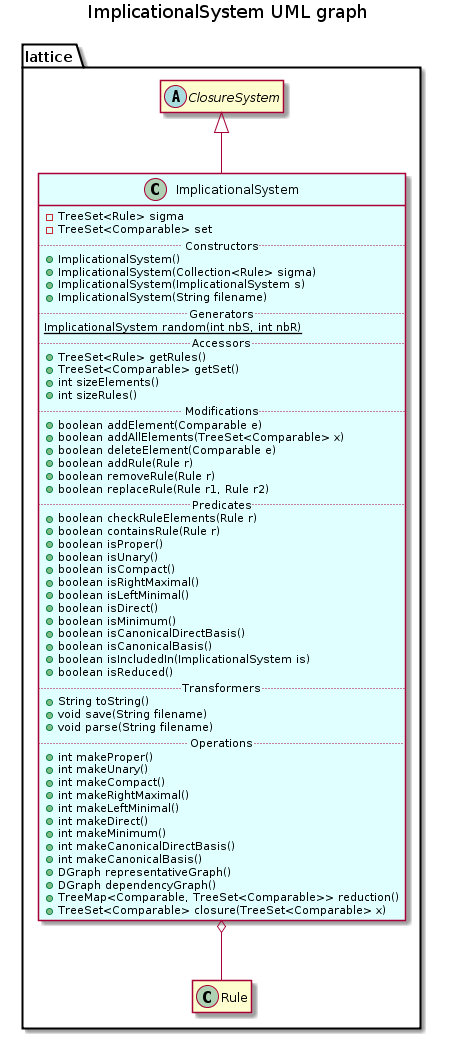 ImplicationalSystem UML graph
lattice
A ClosureSystem
C ImplicationalSystem
TreeSet<Rule> sigma
TreeSet<Comparable> set
Constructors
ImplicationalSystem()
ImplicationalSystem(Collection<Rule> sigma)
ImplicationalSystem(ImplicationalSystem s)
ImplicationalSystem(String filename)
Generators
ImplicationalSystem random(int nbS, int nbR)
Accessors
TreeSet<Rule> getRules()
TreeSet<Comparable> getSet()
int sizeElements()
int sizeRules()
Modifications
boolean addElement(Comparable e)
boolean addAllElements(TreeSet<Comparable> x)
boolean deleteElement(Comparable e)
boolean addRule(Rule r)
boolean removeRule(Rule r)
boolean replaceRule(Rule r1, Rule r2)
Predicates
boolean checkRuleElements(Rule r)
boolean containsRule(Rule r)
boolean isProper()
boolean isUnary()
boolean isCompact()
boolean isRightMaximal()
boolean isLeftMinimal()
boolean isDirect()
boolean isMinimum()
boolean isCanonicalDirectBasis()
boolean isCanonicalBasis()
boolean isIncludedIn(ImplicationalSystem is)
boolean isReduced()
Transformers
String toString()
void save(String filename)
void parse(String filename)
Operations
int makeProper()
int makeUnary()
int makeCompact()
int makeRightMaximal()
int makeLeftMinimal()
int makeDirect()
int makeMinimum()
int makeCanonicalDirectBasis()
int makeCanonicalBasis()
DGraph representativeGraph()
DGraph dependencyGraph()
TreeMap<Comparable, TreeSet<Comparable>> reduction()
TreeSet<Comparable> closure(TreeSet<Comparable> x)
C Rule